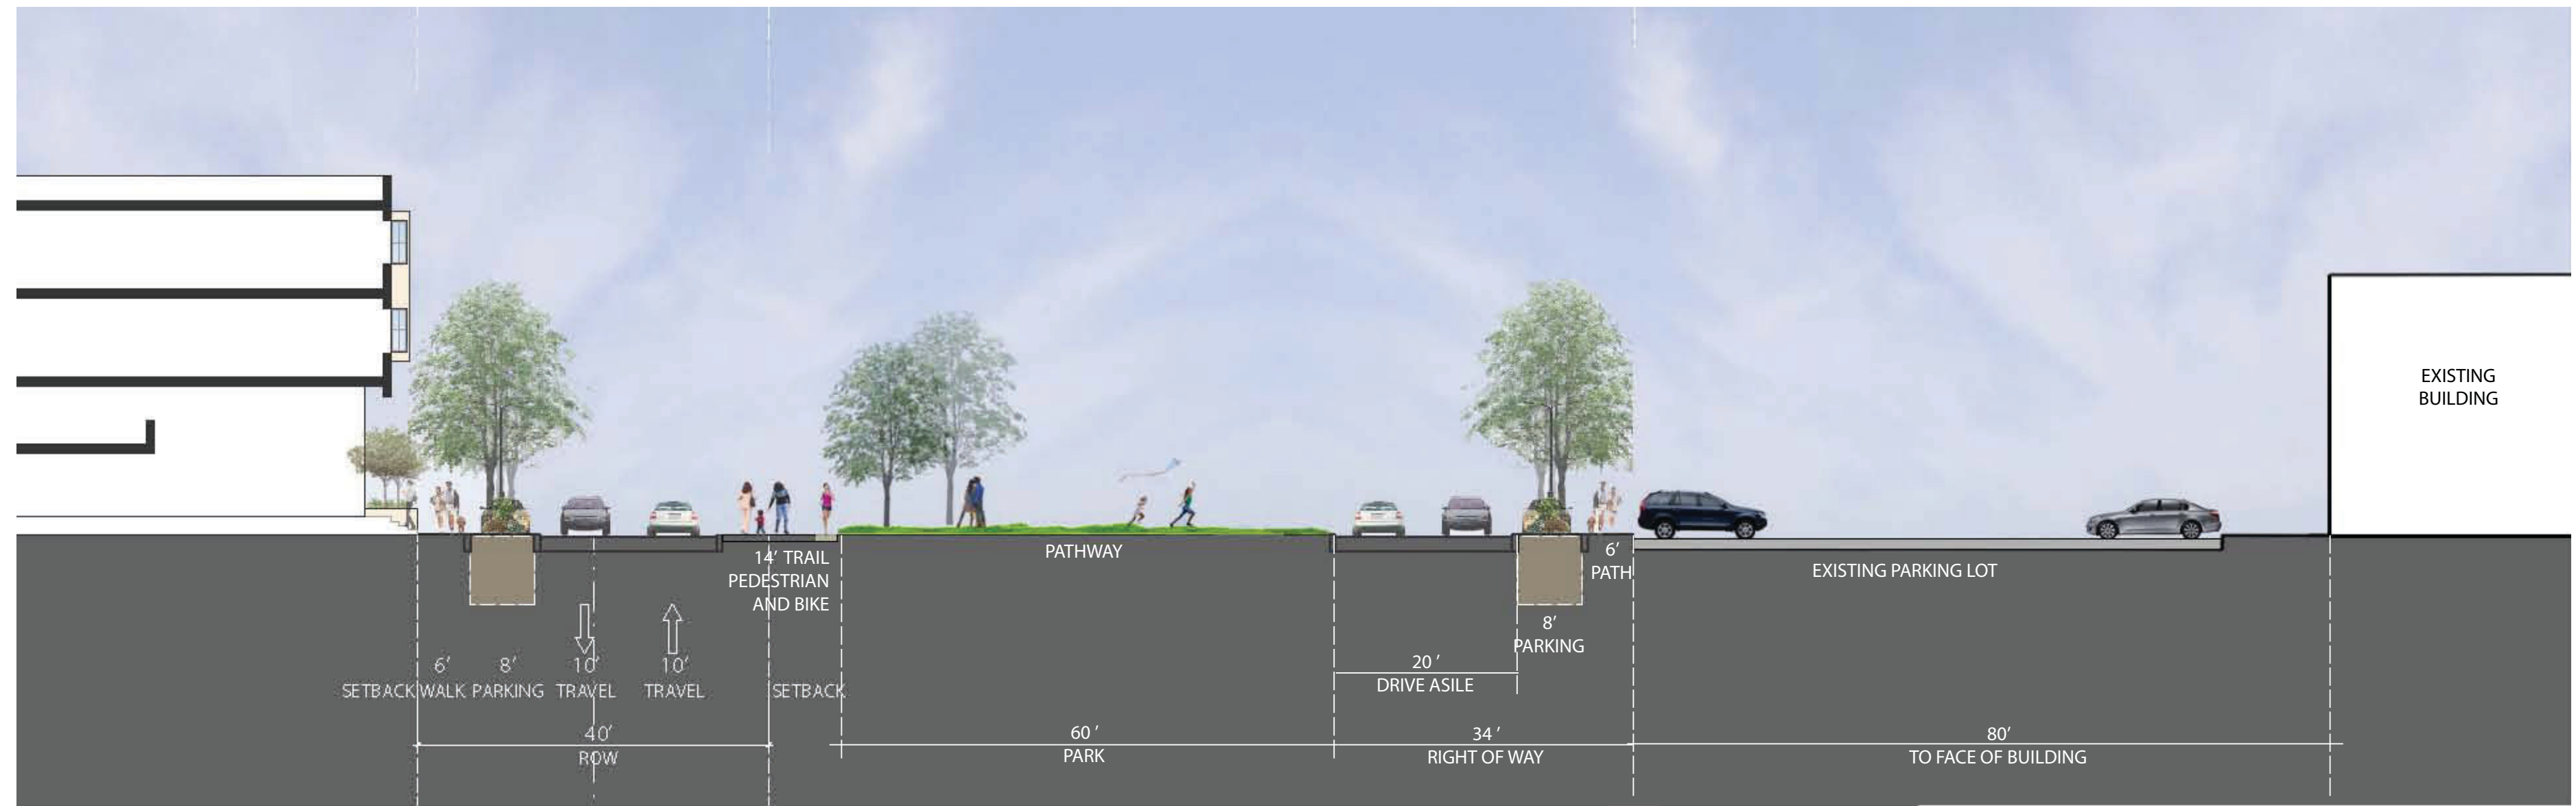 EXISTING
BUILDING
14' TRAIL
PEDESTRIAN
AND BIKE
PATHWAY
6'
PATH
EXISTING PARKING LOT
8'
PARKING
6' 8' 10' 10'
SETBACK WALK PARKING TRAVEL TRAVEL SETBACK
20 '
DRIVE ASILE
40'
ROW
60 '
PARK
34 '
RIGHT OF WAY
80'
TO FACE OF BUILDING